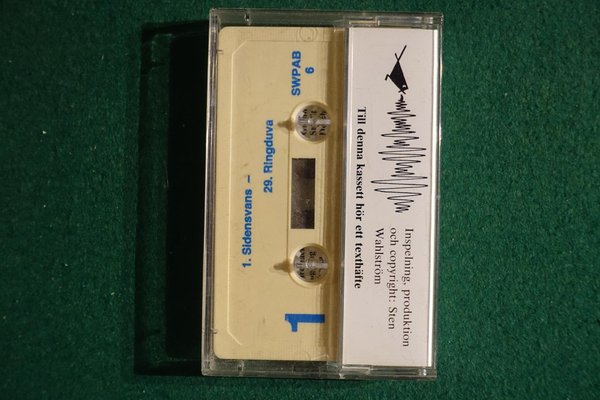 Till denna kassett hör ett texthäfte
Inspelning, produktion
och copyright: Sten
Wahlström
SWPAB
6
1. Sidensvans –
29. Ringduva
1